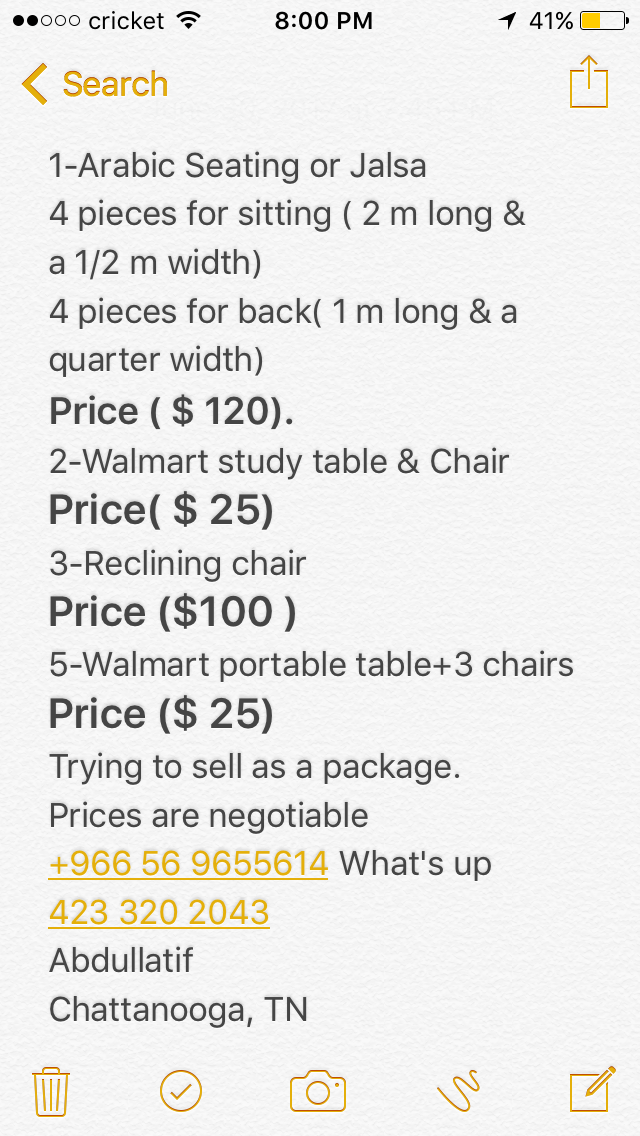 cricket 8:00 PM 41%
Search
1-Arabic Seating or Jalsa
4 pieces for sitting ( 2 m long &
a 1/2 m width)
4 pieces for back( 1 m long & a
quarter width)
Price ( $ 120).
2-Walmart study table & Chair
Price( $ 25)
3-Reclining chair
Price ($100 )
5-Walmart portable table+3 chairs
Price ($ 25)
Trying to sell as a package.
Prices are negotiable
+966 56 9655614 What's up
423 320 2043
Abdullatif
Chattanooga, TN